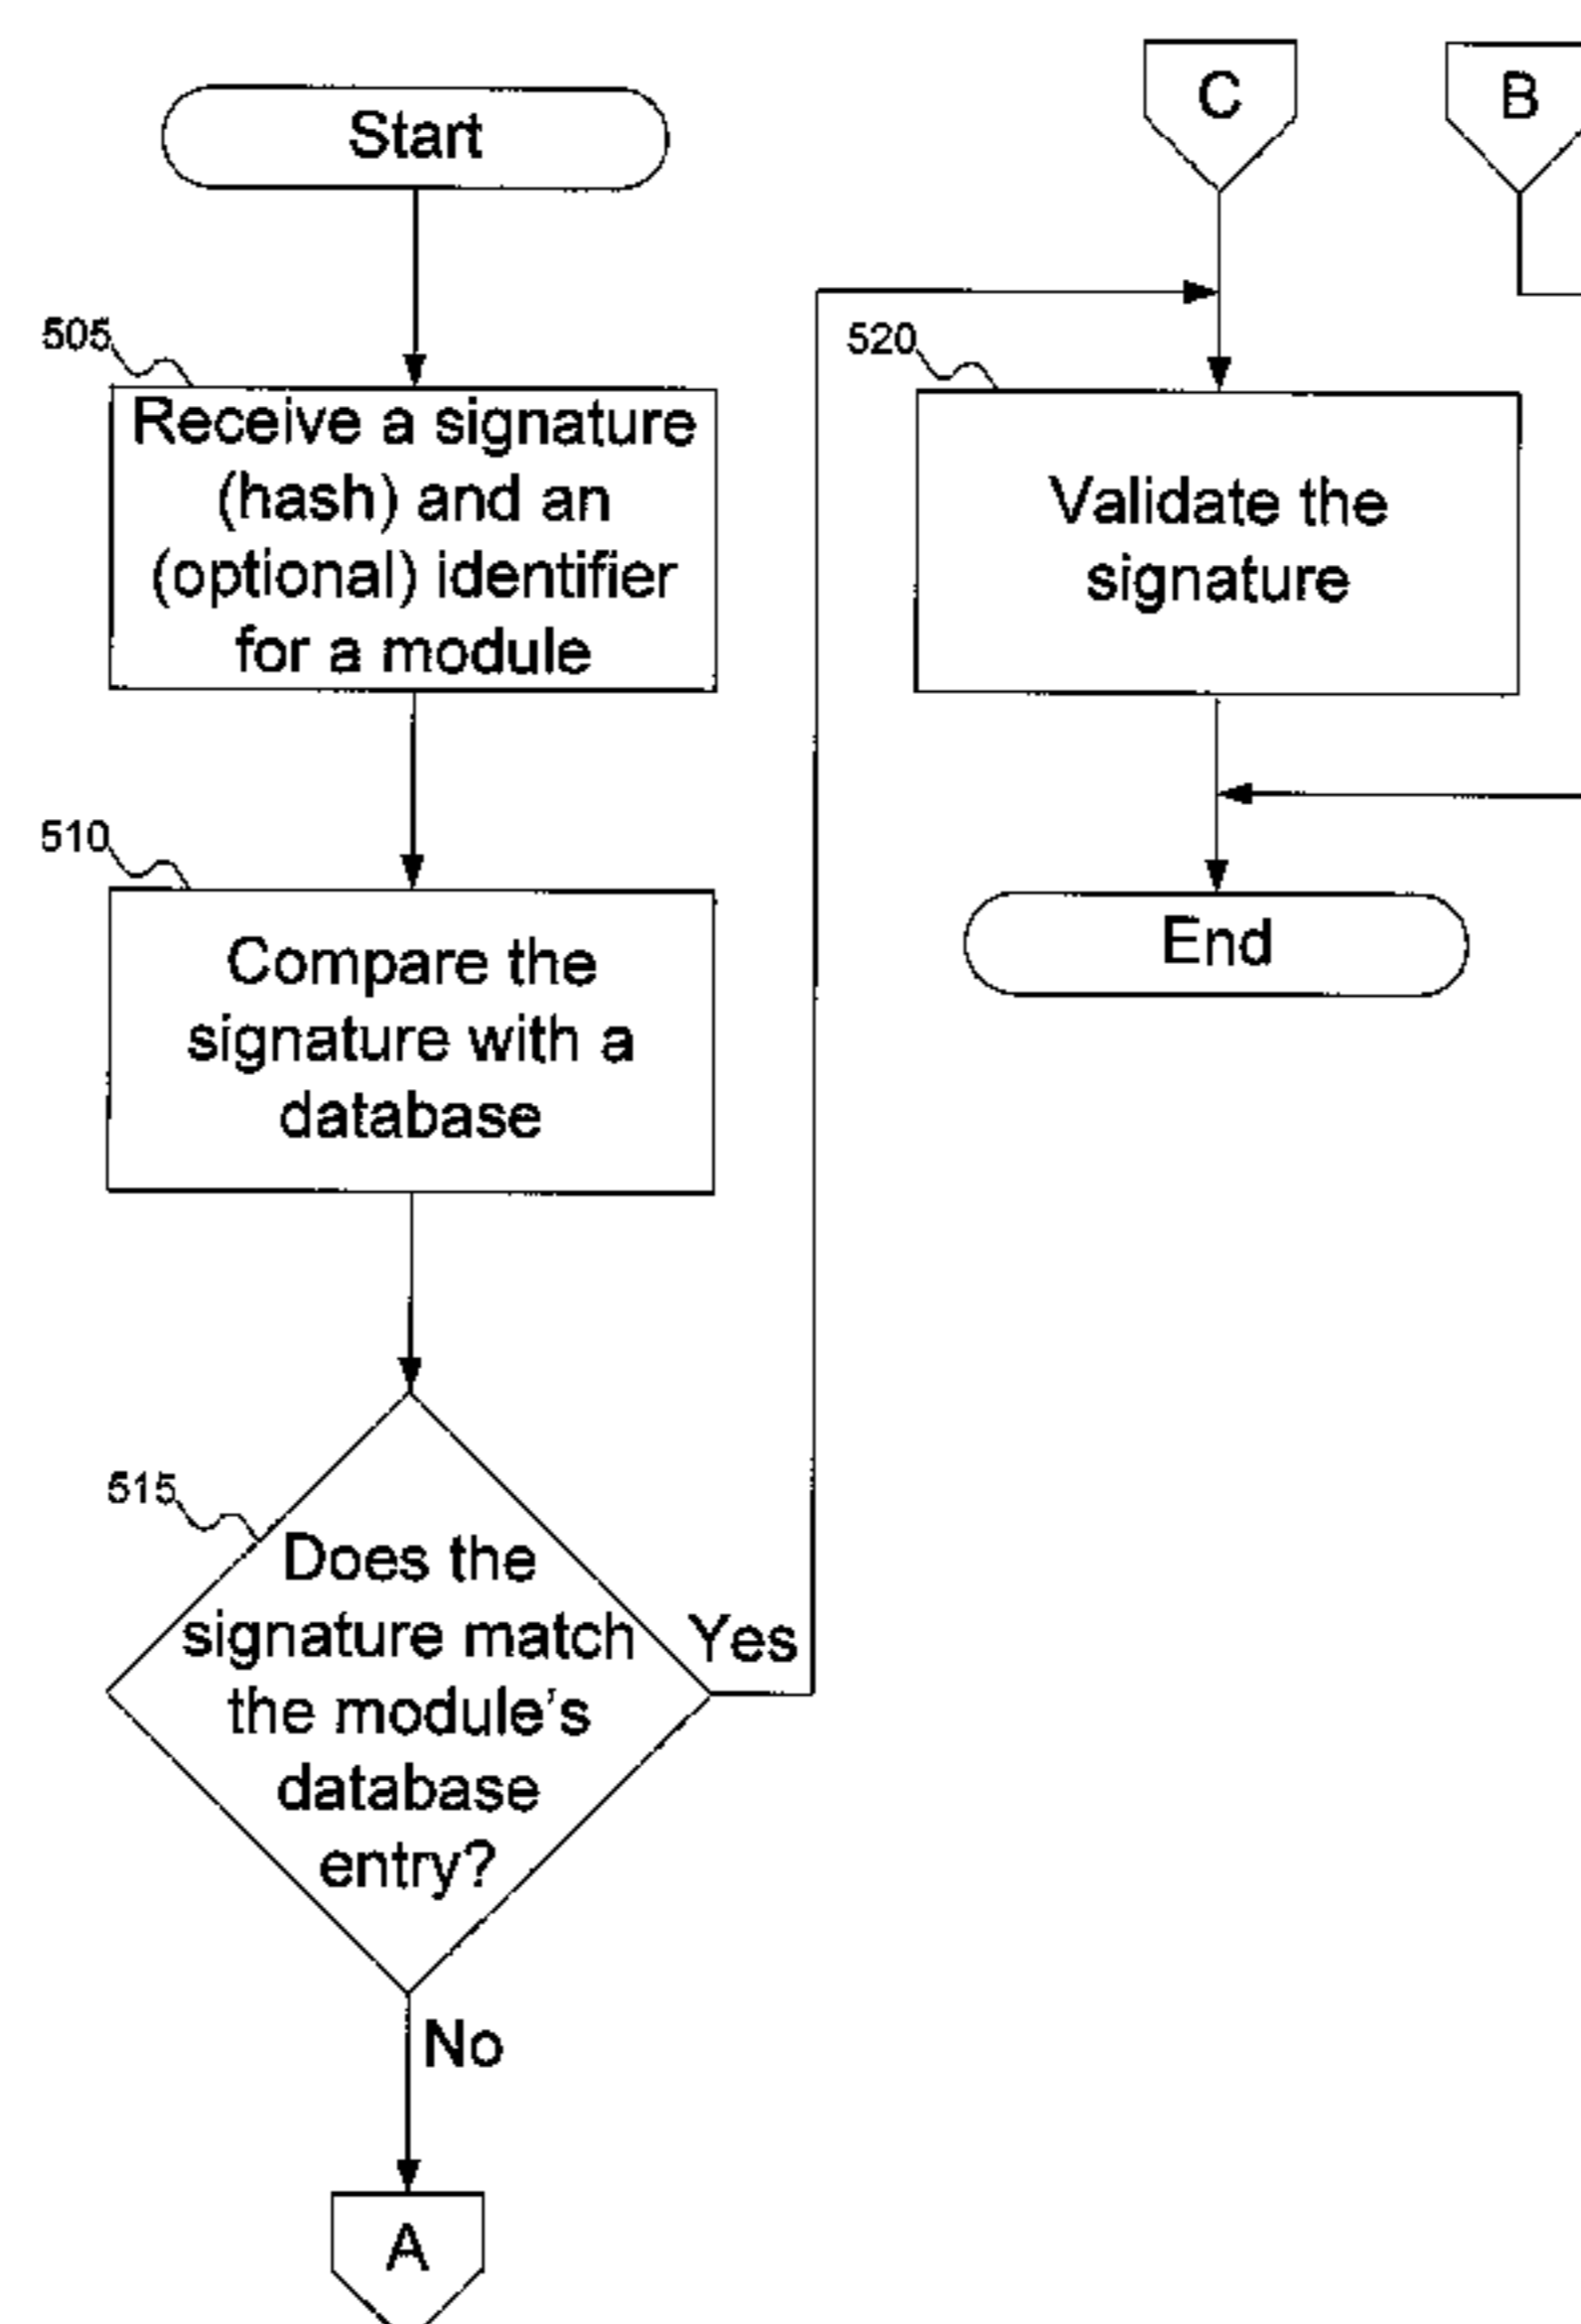 Start
505
Receive a signature
(hash) and an
(optional) identifier
for a module
510
Compare the
signature with a
database
515
Does the
signature match
the module's
database
entry?
Yes
No
A
C
B
520
Validate the
signature
End